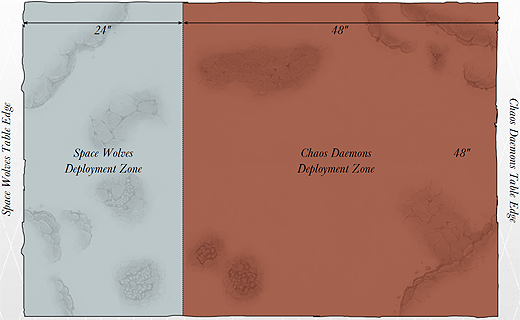 24"
48"
Space Wolves Table Edge
Space Wolves
Deployment Zone
Chaos Daemons
Deployment Zone
48"
Chaos Daemons Table Edge